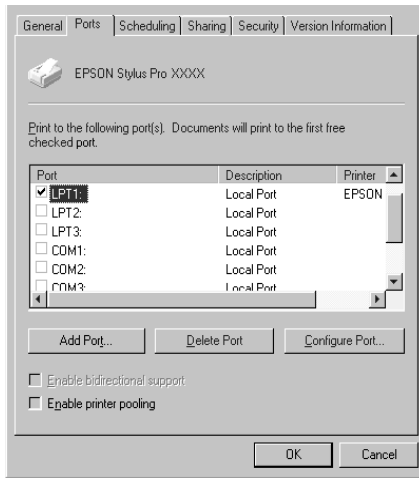 General Ports Scheduling Sharing Security Version Information
EPSON Stylus Pro XXXX
Print to the following port(s). Documents will print to the first free
checked port.
Port Description Printer
LPT1: Local Port EPSON
LPT2: Local Port
LPT3: Local Port
COM1: Local Port
COM2: Local Port
COM3: Local Port
Add Port... Delete Port Configure Port...
Enable bidirectional support
Enable printer pooling
OK Cancel